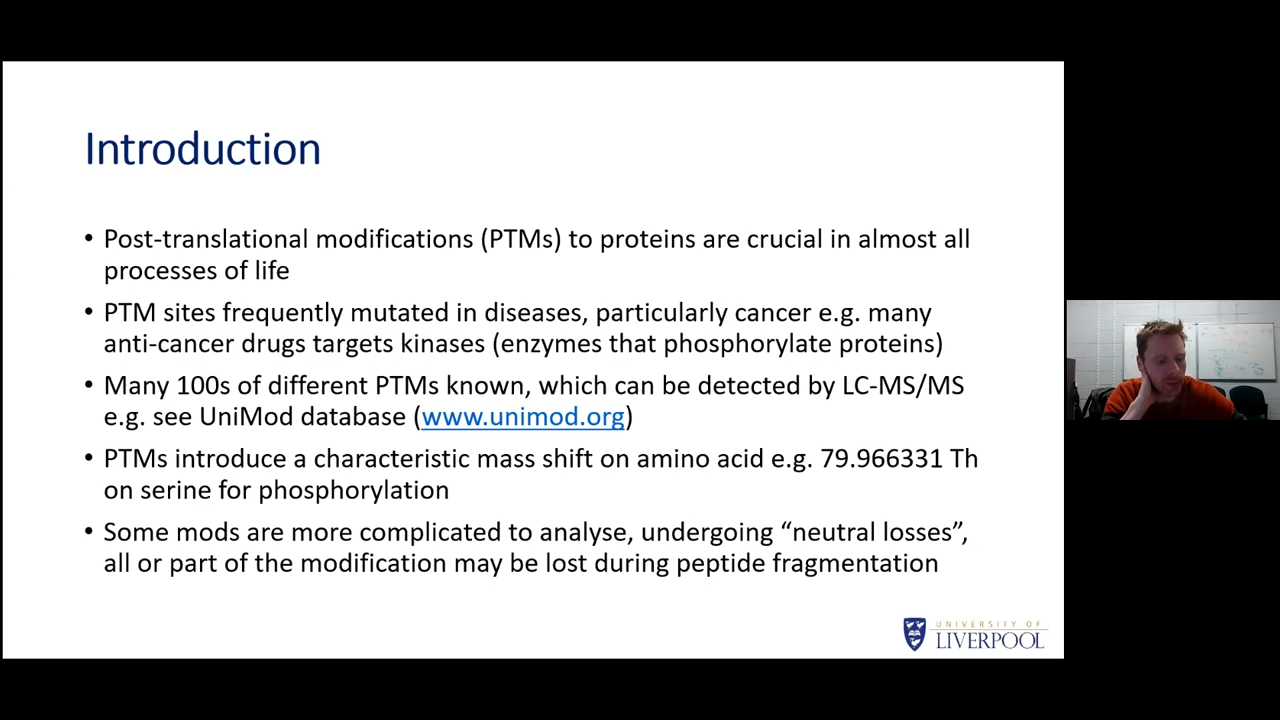 Introduction
• Post-translational modifications (PTMs) to proteins are crucial in almost all
processes of life
• PTM sites frequently mutated in diseases, particularly cancer e.g. many
anti-cancer drugs targets kinases (enzymes that phosphorylate proteins)
• Many 100s of different PTMs known, which can be detected by LC-MS/MS
e.g. see UniMod database (www.unimod.org)
• PTMs introduce a characteristic mass shift on amino acid e.g. 79.966331 Th
on serine for phosphorylation
• Some mods are more complicated to analyse, undergoing “neutral losses”,
all or part of the modification may be lost during peptide fragmentation
UNIVERSITY OF
LIVERPOOL